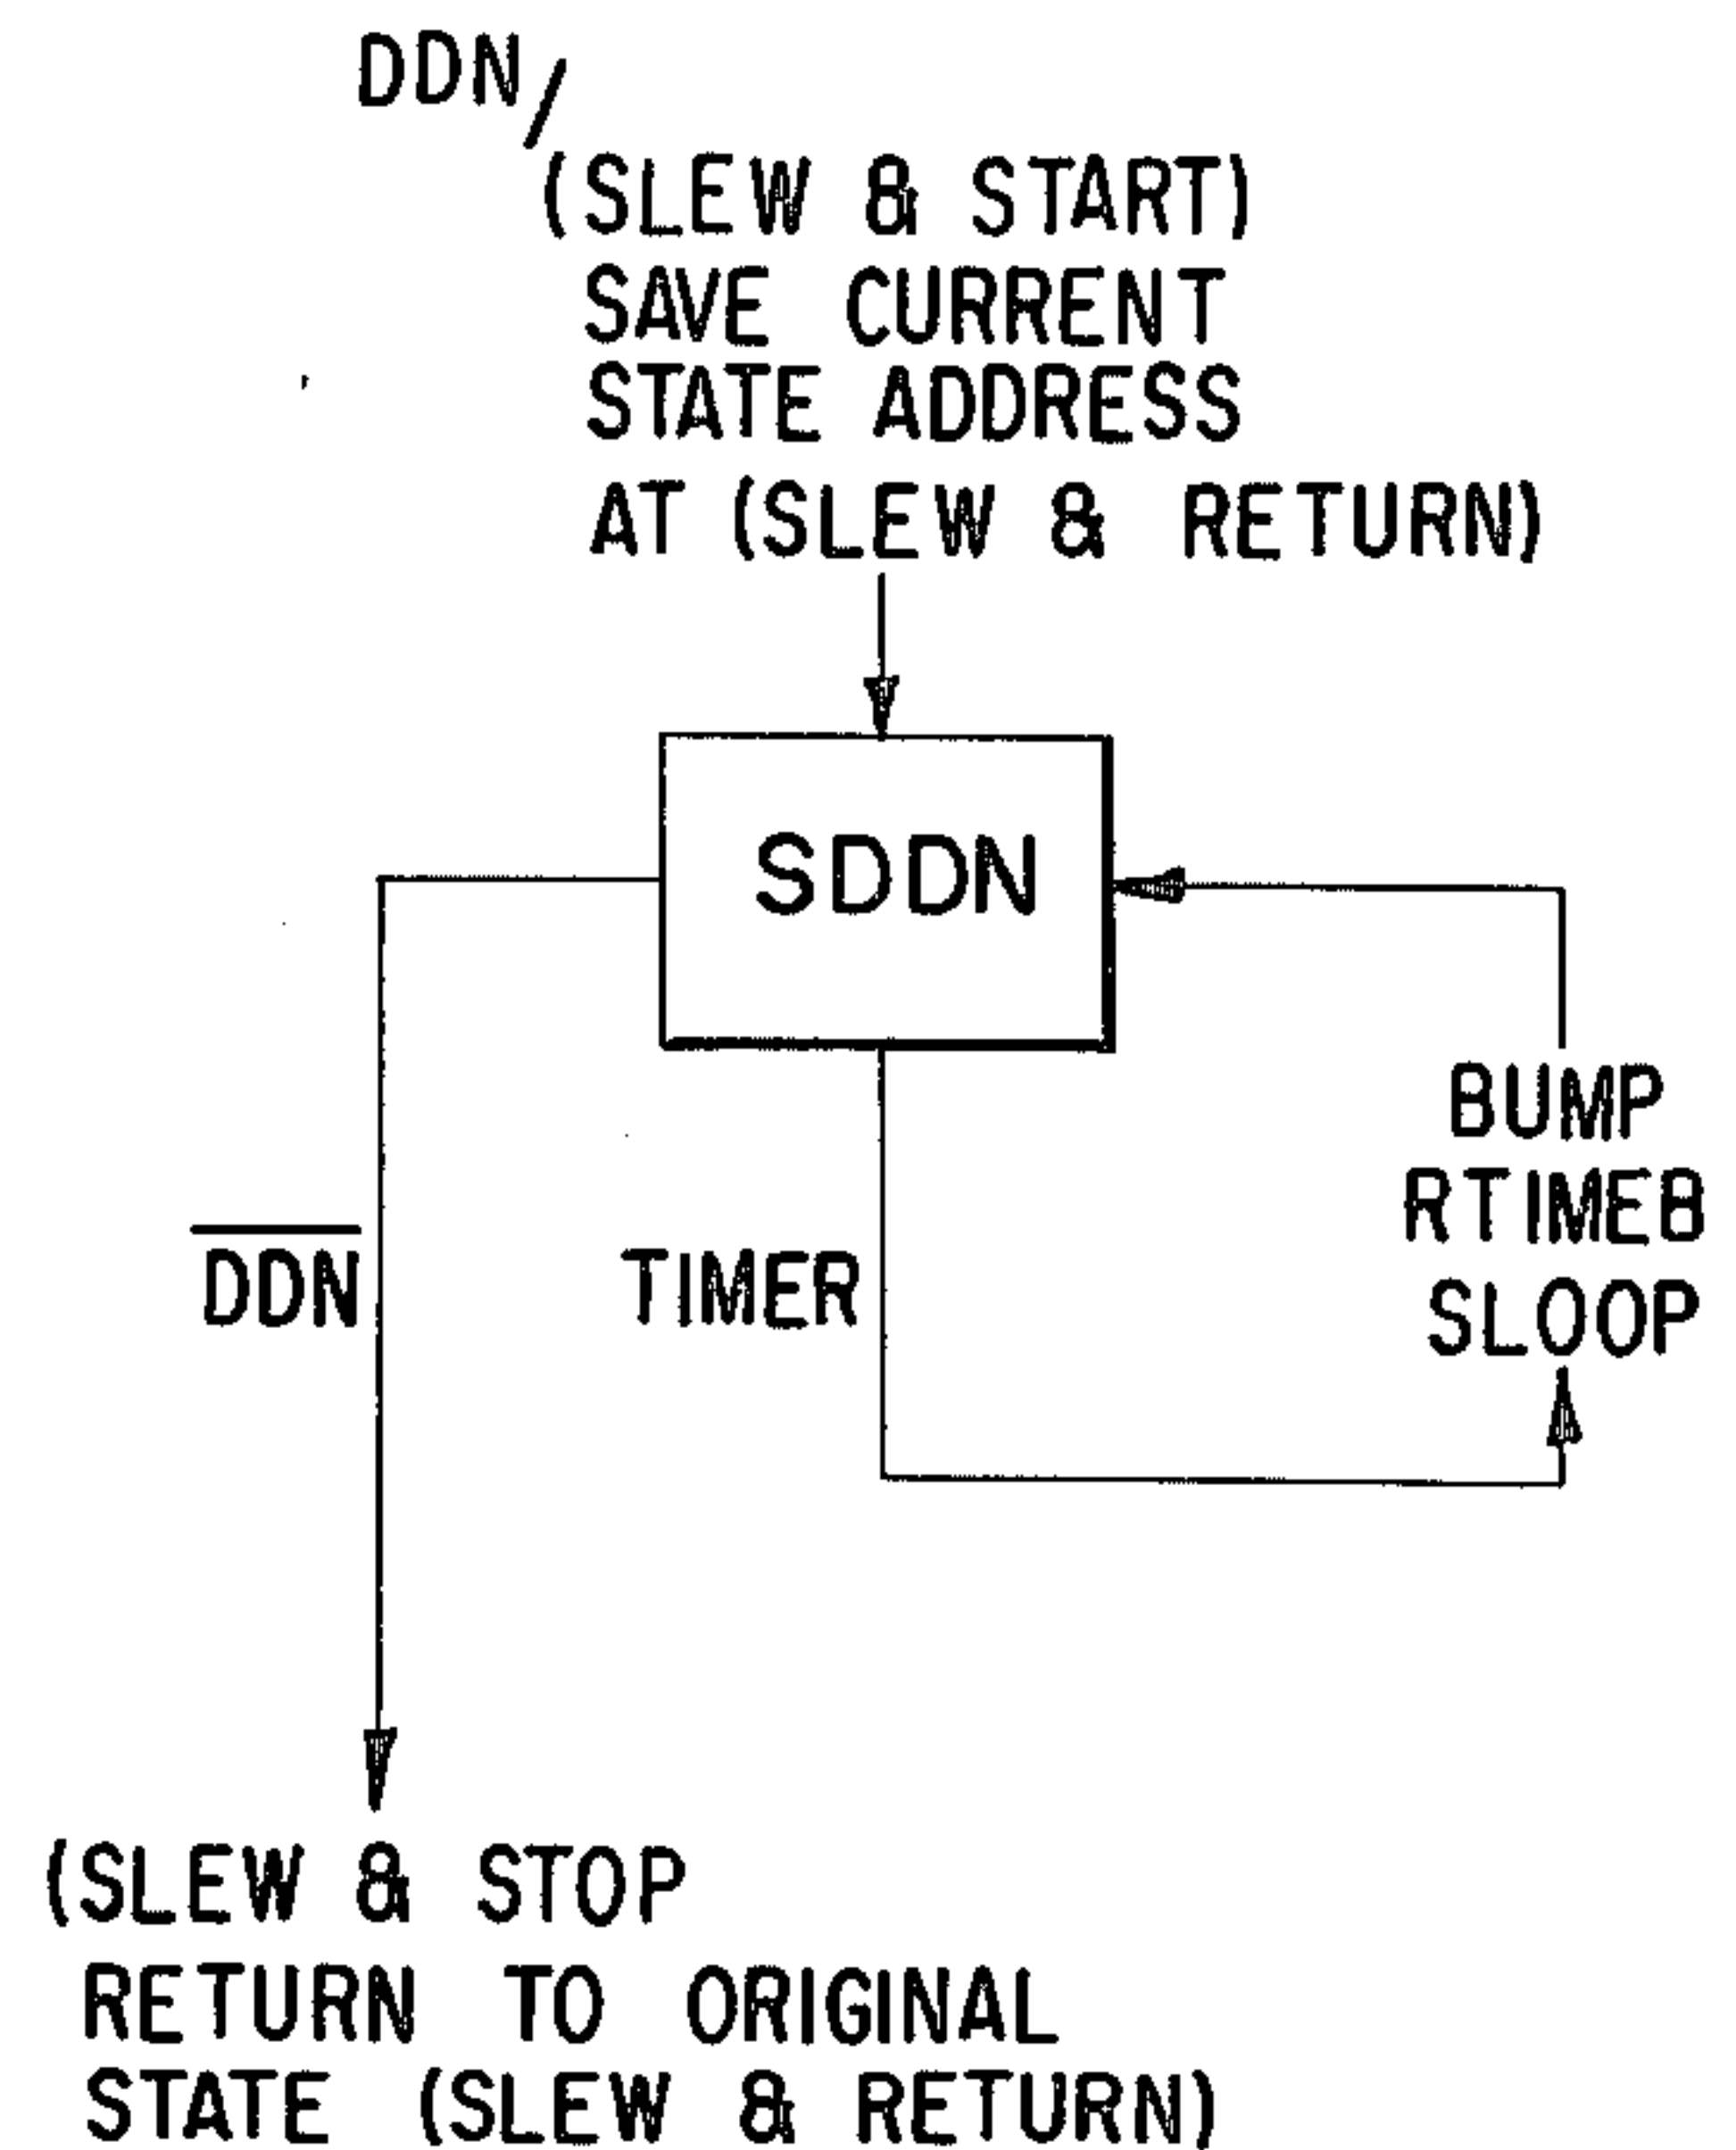 DDN/
(SLEW & START)
SAVE CURRENT
STATE ADDRESS
AT (SLEW & RETURN)
SDDN
BUMP
RTIME8
SLOOP
DDN
TIMER
(SLEW & STOP
RETURN TO ORIGINAL
STATE (SLEW & RETURN)